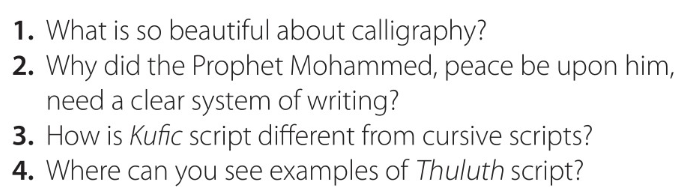 1. What is so beautiful about calligraphy?
2. Why did the Prophet Mohammed, peace be upon him,
need a clear system of writing?
3. How is Kufic script different from cursive scripts?
4. Where can you see examples of Thuluth script?